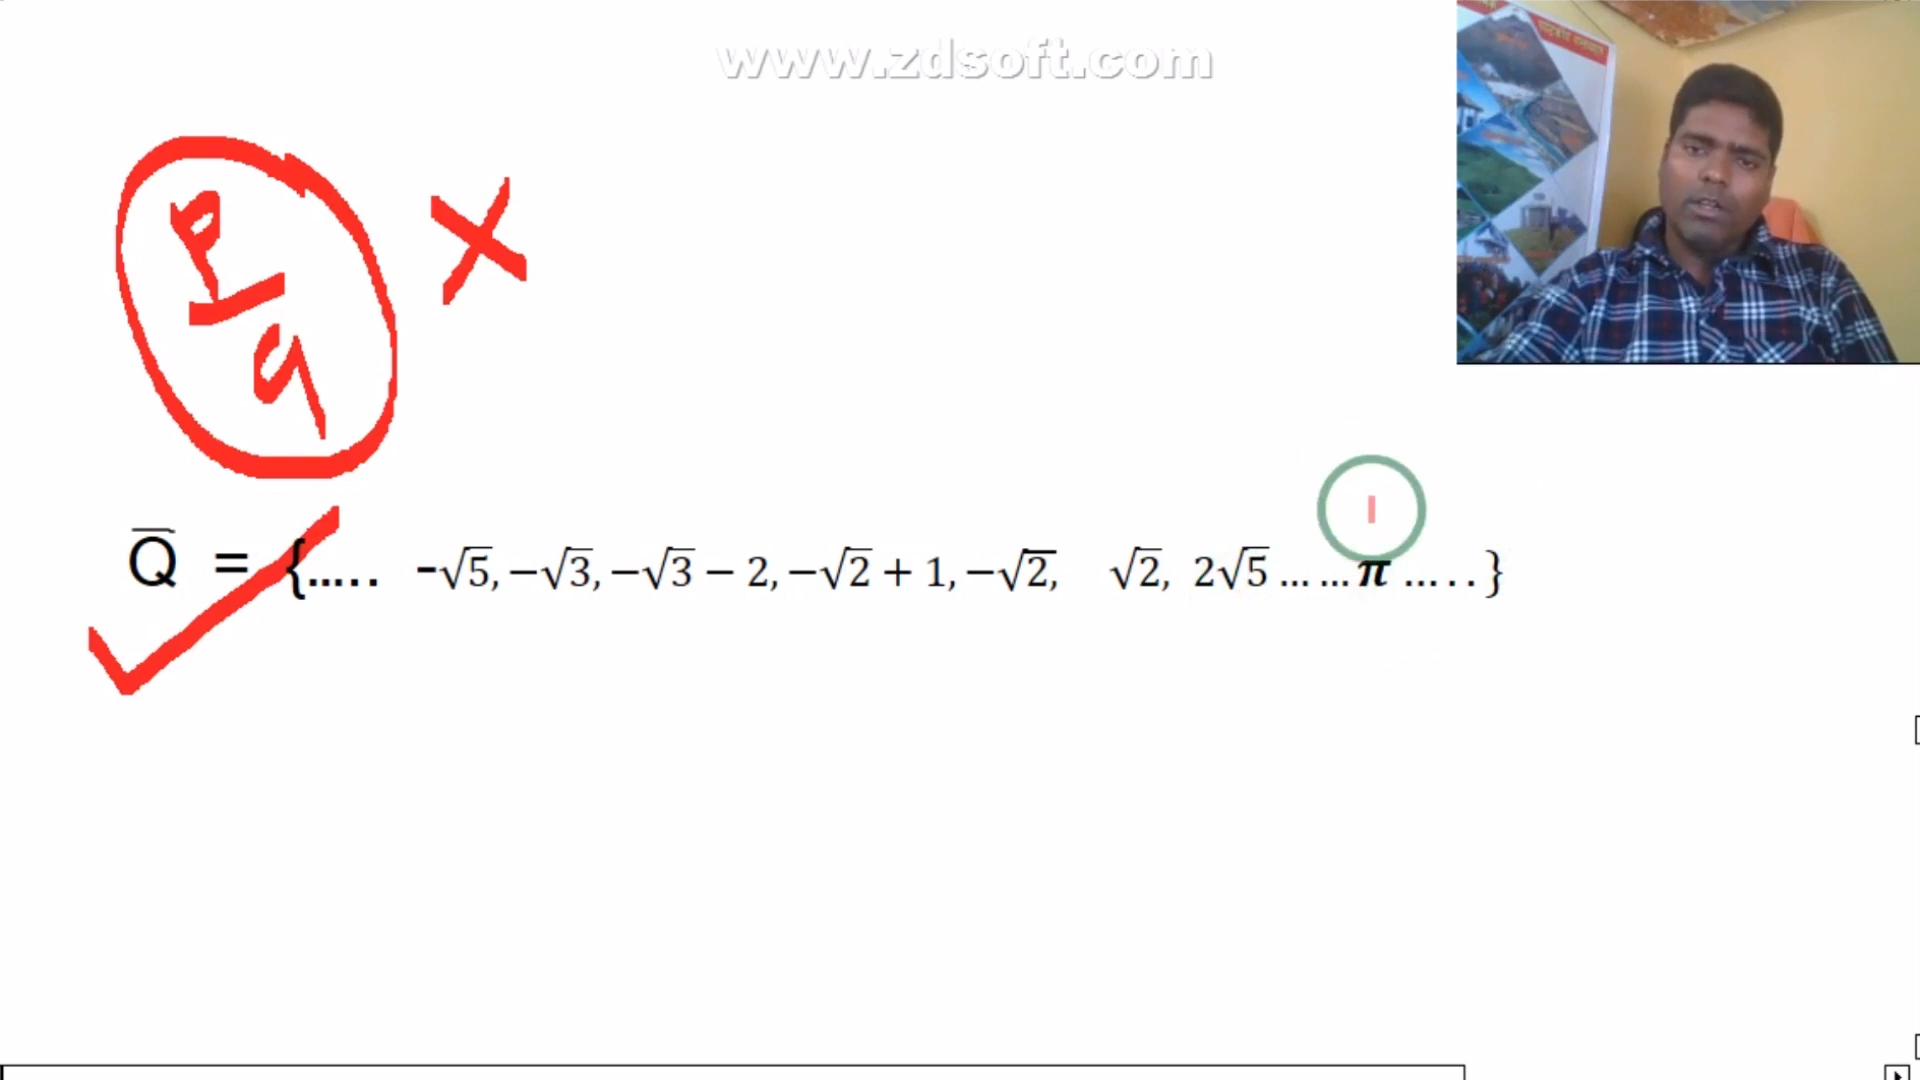 www.zdsoft.com
p/q ×
Q̅ = {..... -√5, −√3, −√3 − 2, −√2 + 1, −√2, √2, 2√5 ... ... π ... . . }